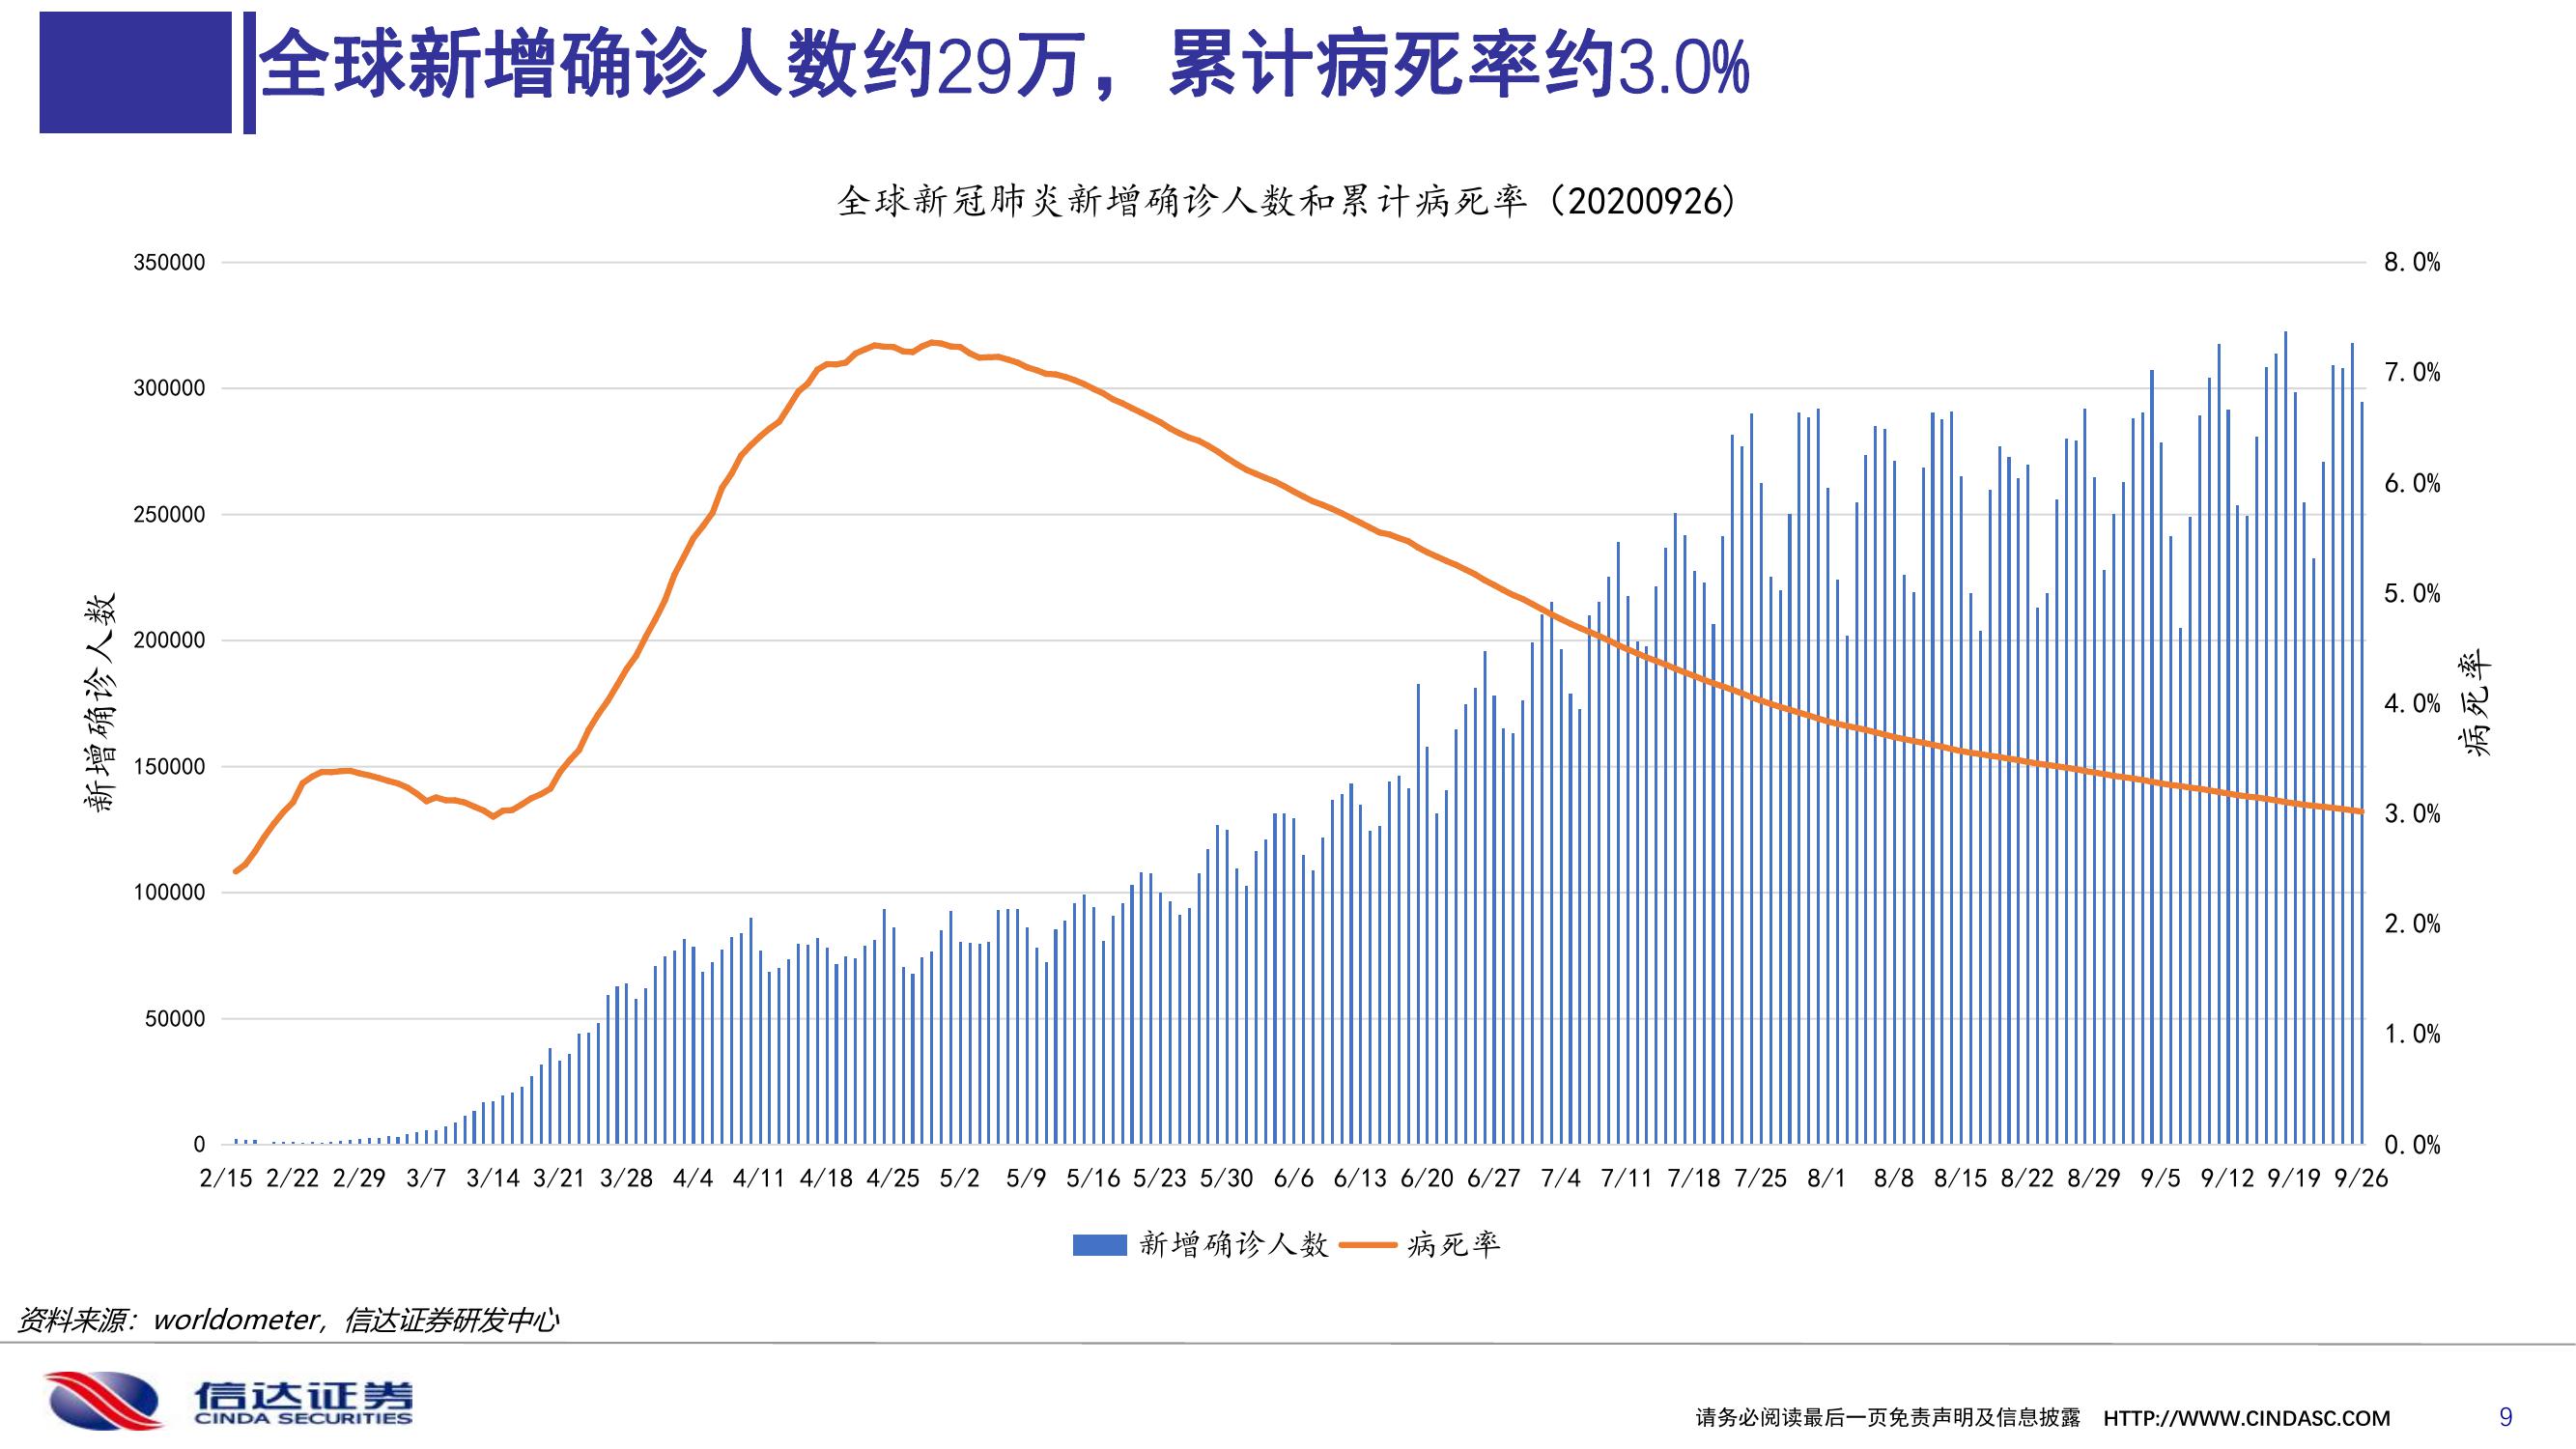 全球新增确诊人数约29万，累计病死率约3.0%
全球新冠肺炎新增确诊人数和累计病死率（20200926）
350000
300000
250000
200000
150000
100000
50000
0
新增确诊人数
8.0%
7.0%
6.0%
5.0%
4.0%
3.0%
2.0%
1.0%
0.0%
病死率
2/15 2/22 2/29 3/7 3/14 3/21 3/28 4/4 4/11 4/18 4/25 5/2 5/9 5/16 5/23 5/30 6/6 6/13 6/20 6/27 7/4 7/11 7/18 7/25 8/1 8/8 8/15 8/22 8/29 9/5 9/12 9/19 9/26
新增确诊人数 病死率
资料来源：worldometer，信达证券研发中心
信达证券
CINDA SECURITIES
请务必阅读最后一页免责声明及信息披露 HTTP://WWW.CINDASC.COM 9